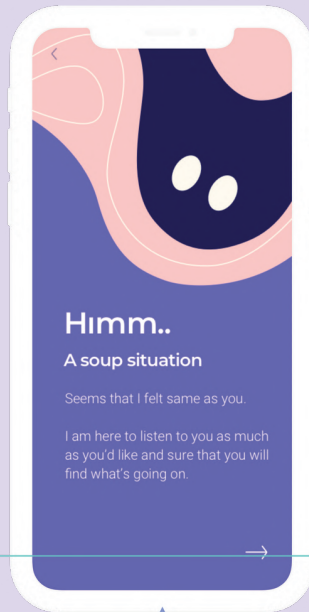 Hımm..
A soup situation
Seems that I felt same as you.
I am here to listen to you as much
as you'd like and sure that you will
find what's going on.